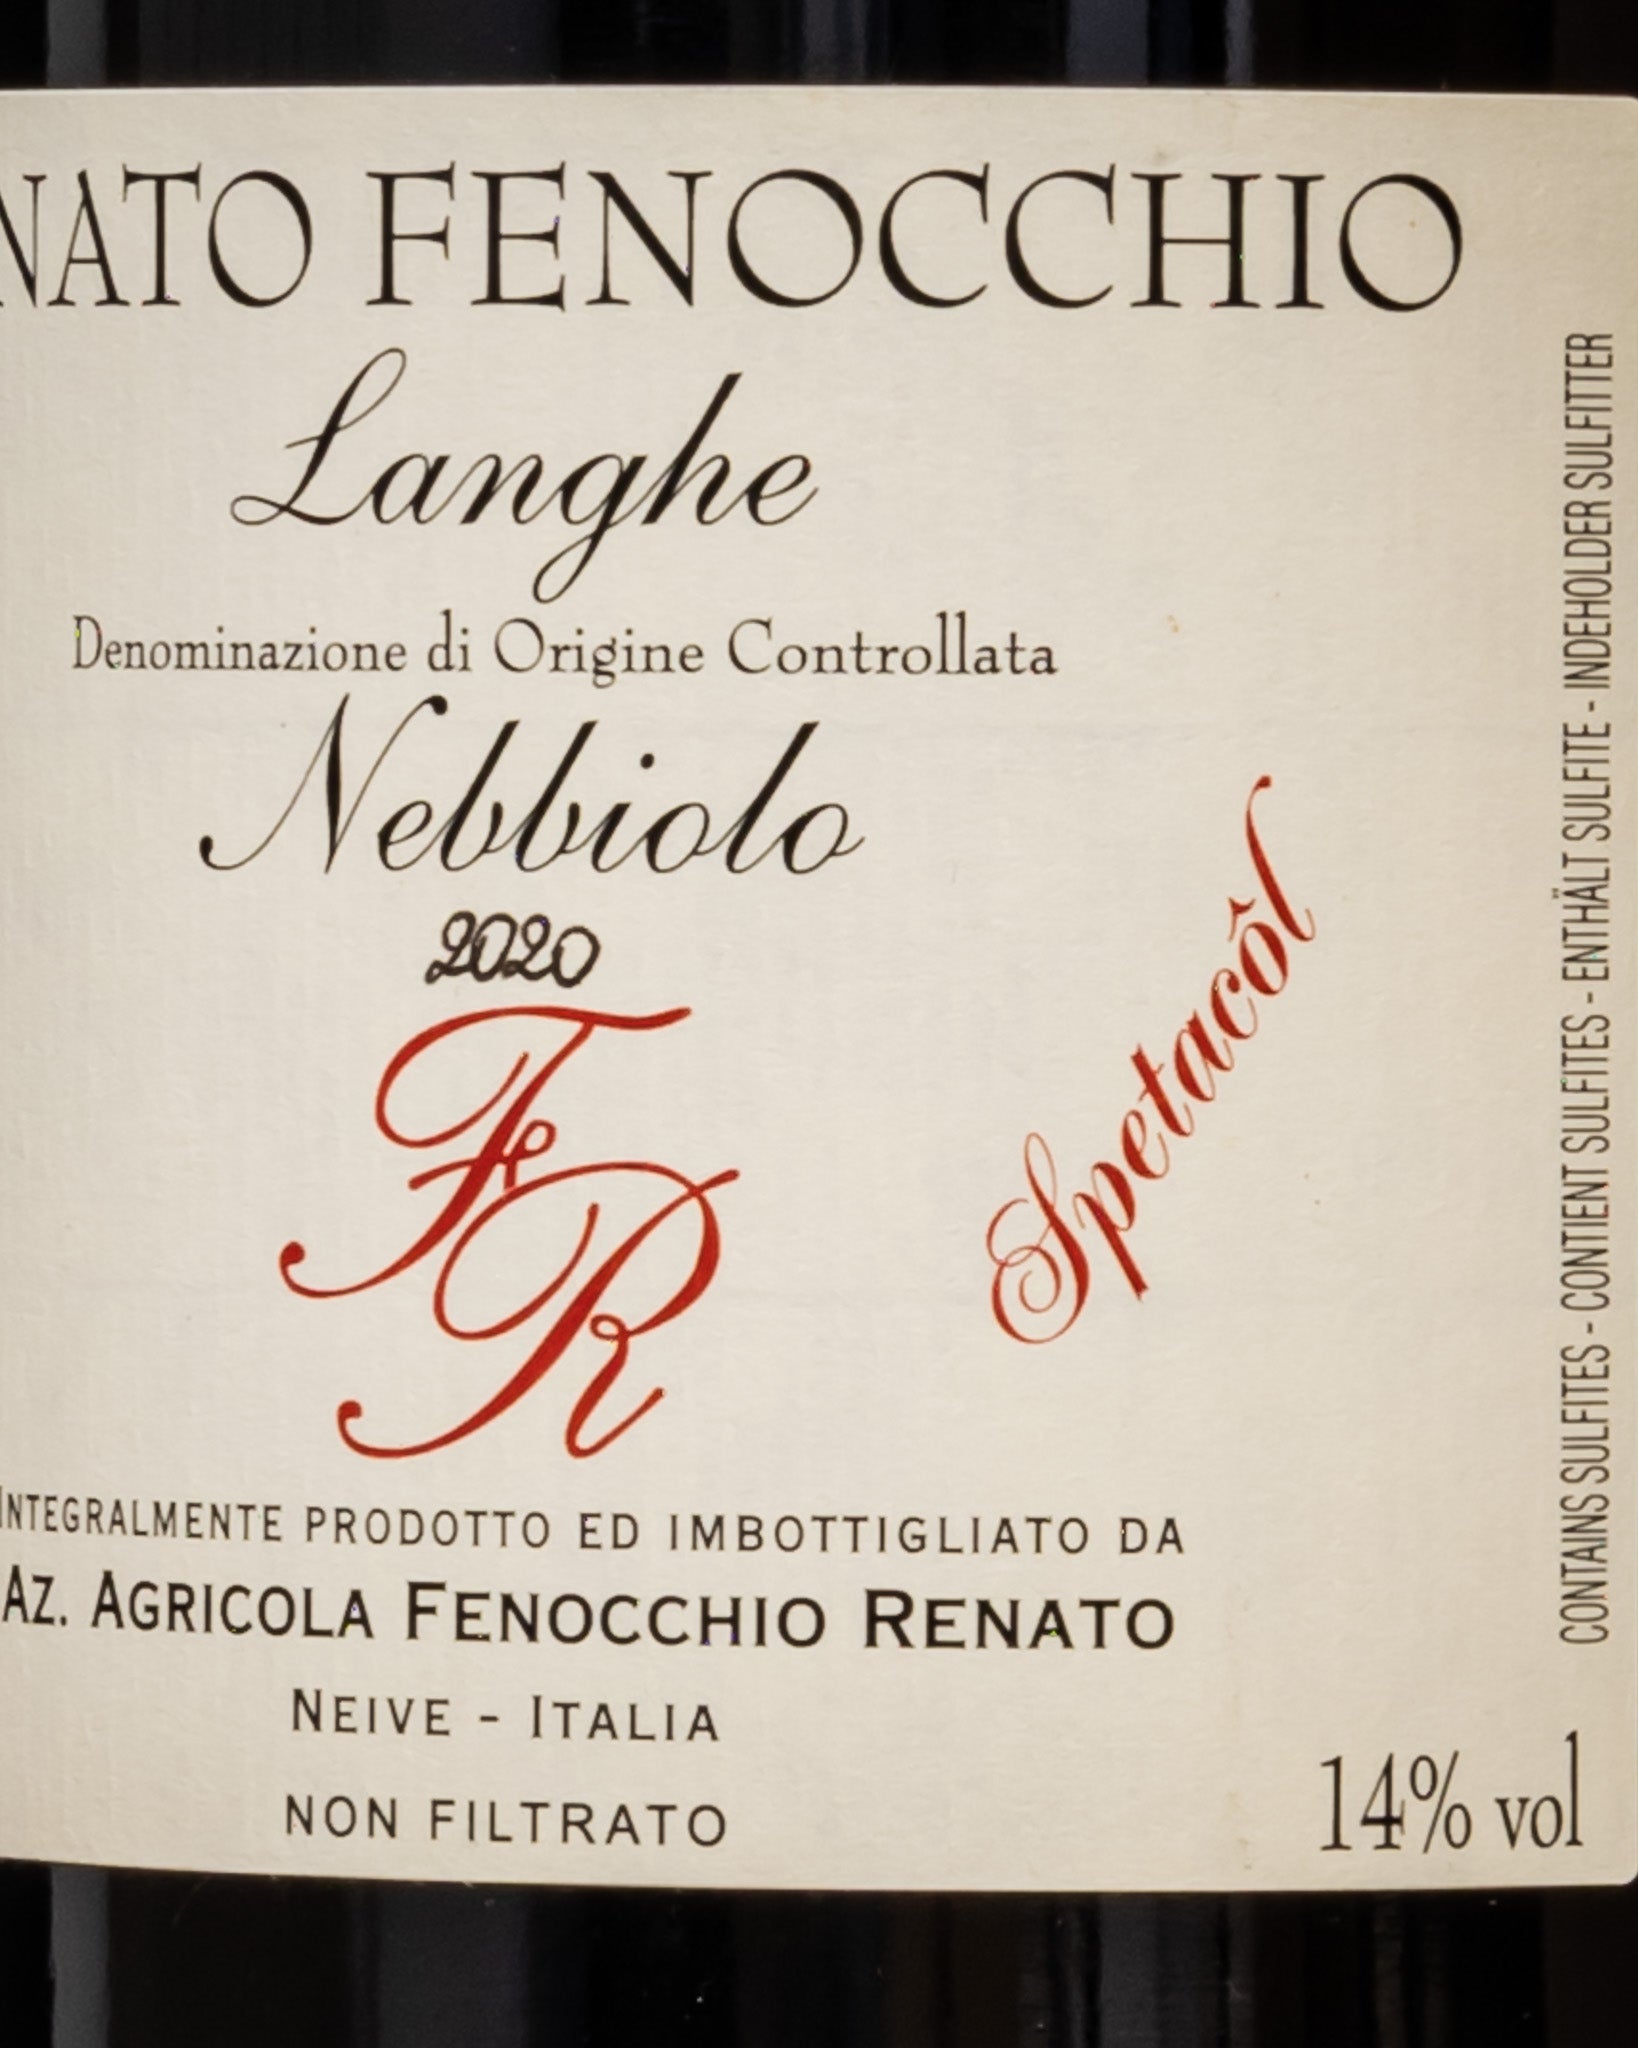 NATO FENOCCHIO
Langhe
Denominazione di Origine Controllata
Nebbiolo
2020
FR
Spetacôl
INTEGRALMENTE PRODOTTO ED IMBOTTIGLIATO DA
AZ. AGRICOLA FENOCCHIO RENATO
NEIVE - ITALIA
NON FILTRATO
14% vol
CONTAINS SULFITES - CONTIENT SULFITES - ENTHÄLT SULFITE - INDEHOLDER SULFITTER